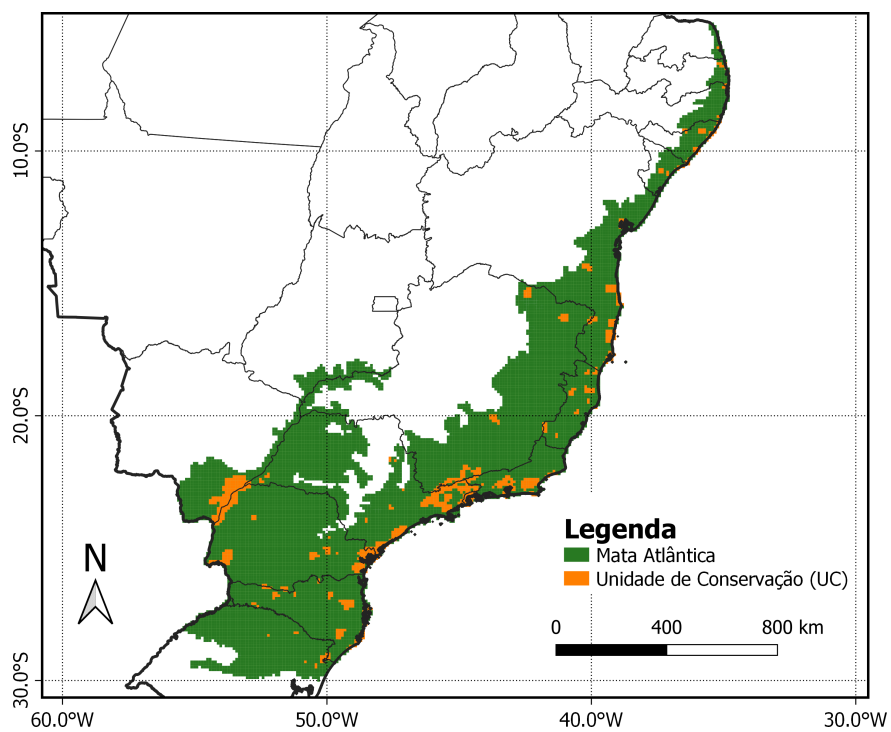 10.0°S
20.0°S
30.0°S
N
Legenda
Mata Atlântica
Unidade de Conservação (UC)
0 400 800 km
60.0°W 50.0°W 40.0°W 30.0°W